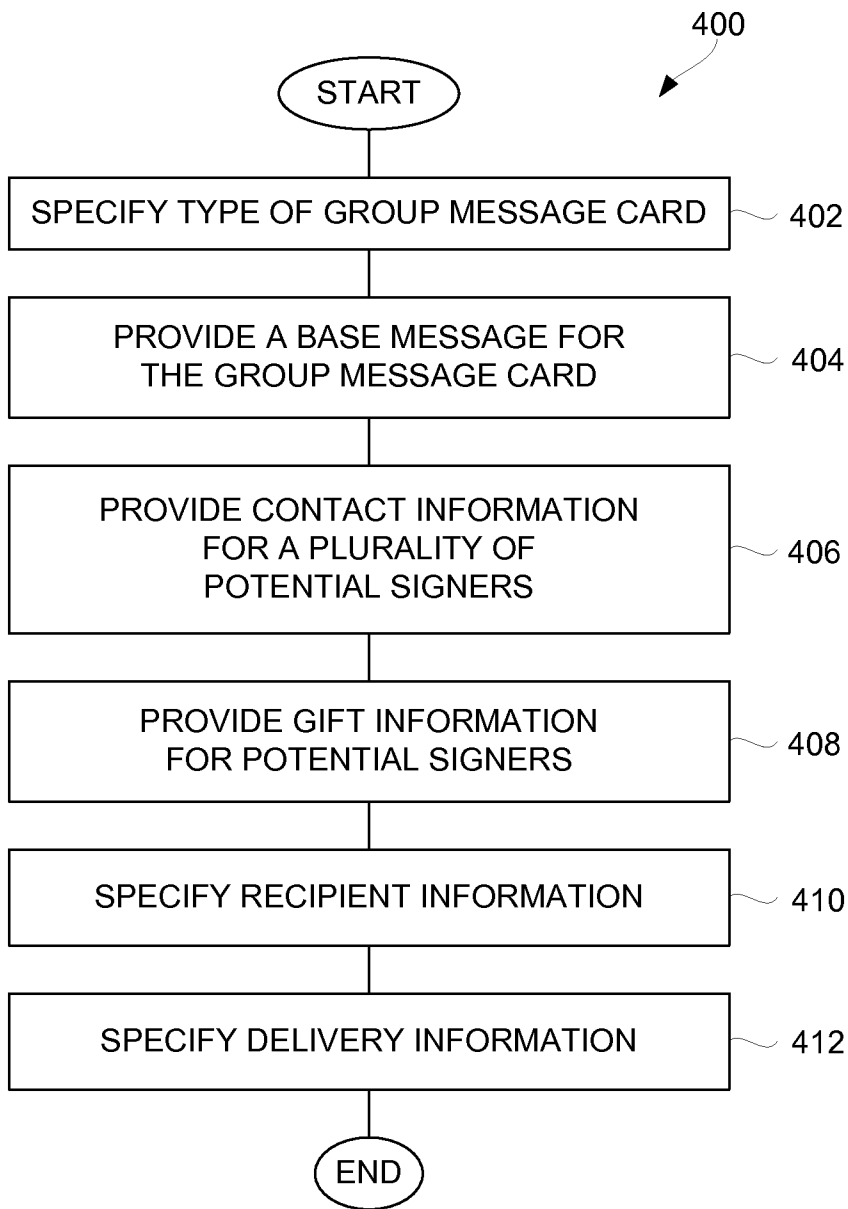 400
START
SPECIFY TYPE OF GROUP MESSAGE CARD
402
PROVIDE A BASE MESSAGE FOR
THE GROUP MESSAGE CARD
404
PROVIDE CONTACT INFORMATION
FOR A PLURALITY OF
POTENTIAL SIGNERS
406
PROVIDE GIFT INFORMATION
FOR POTENTIAL SIGNERS
408
SPECIFY RECIPIENT INFORMATION
410
SPECIFY DELIVERY INFORMATION
412
END